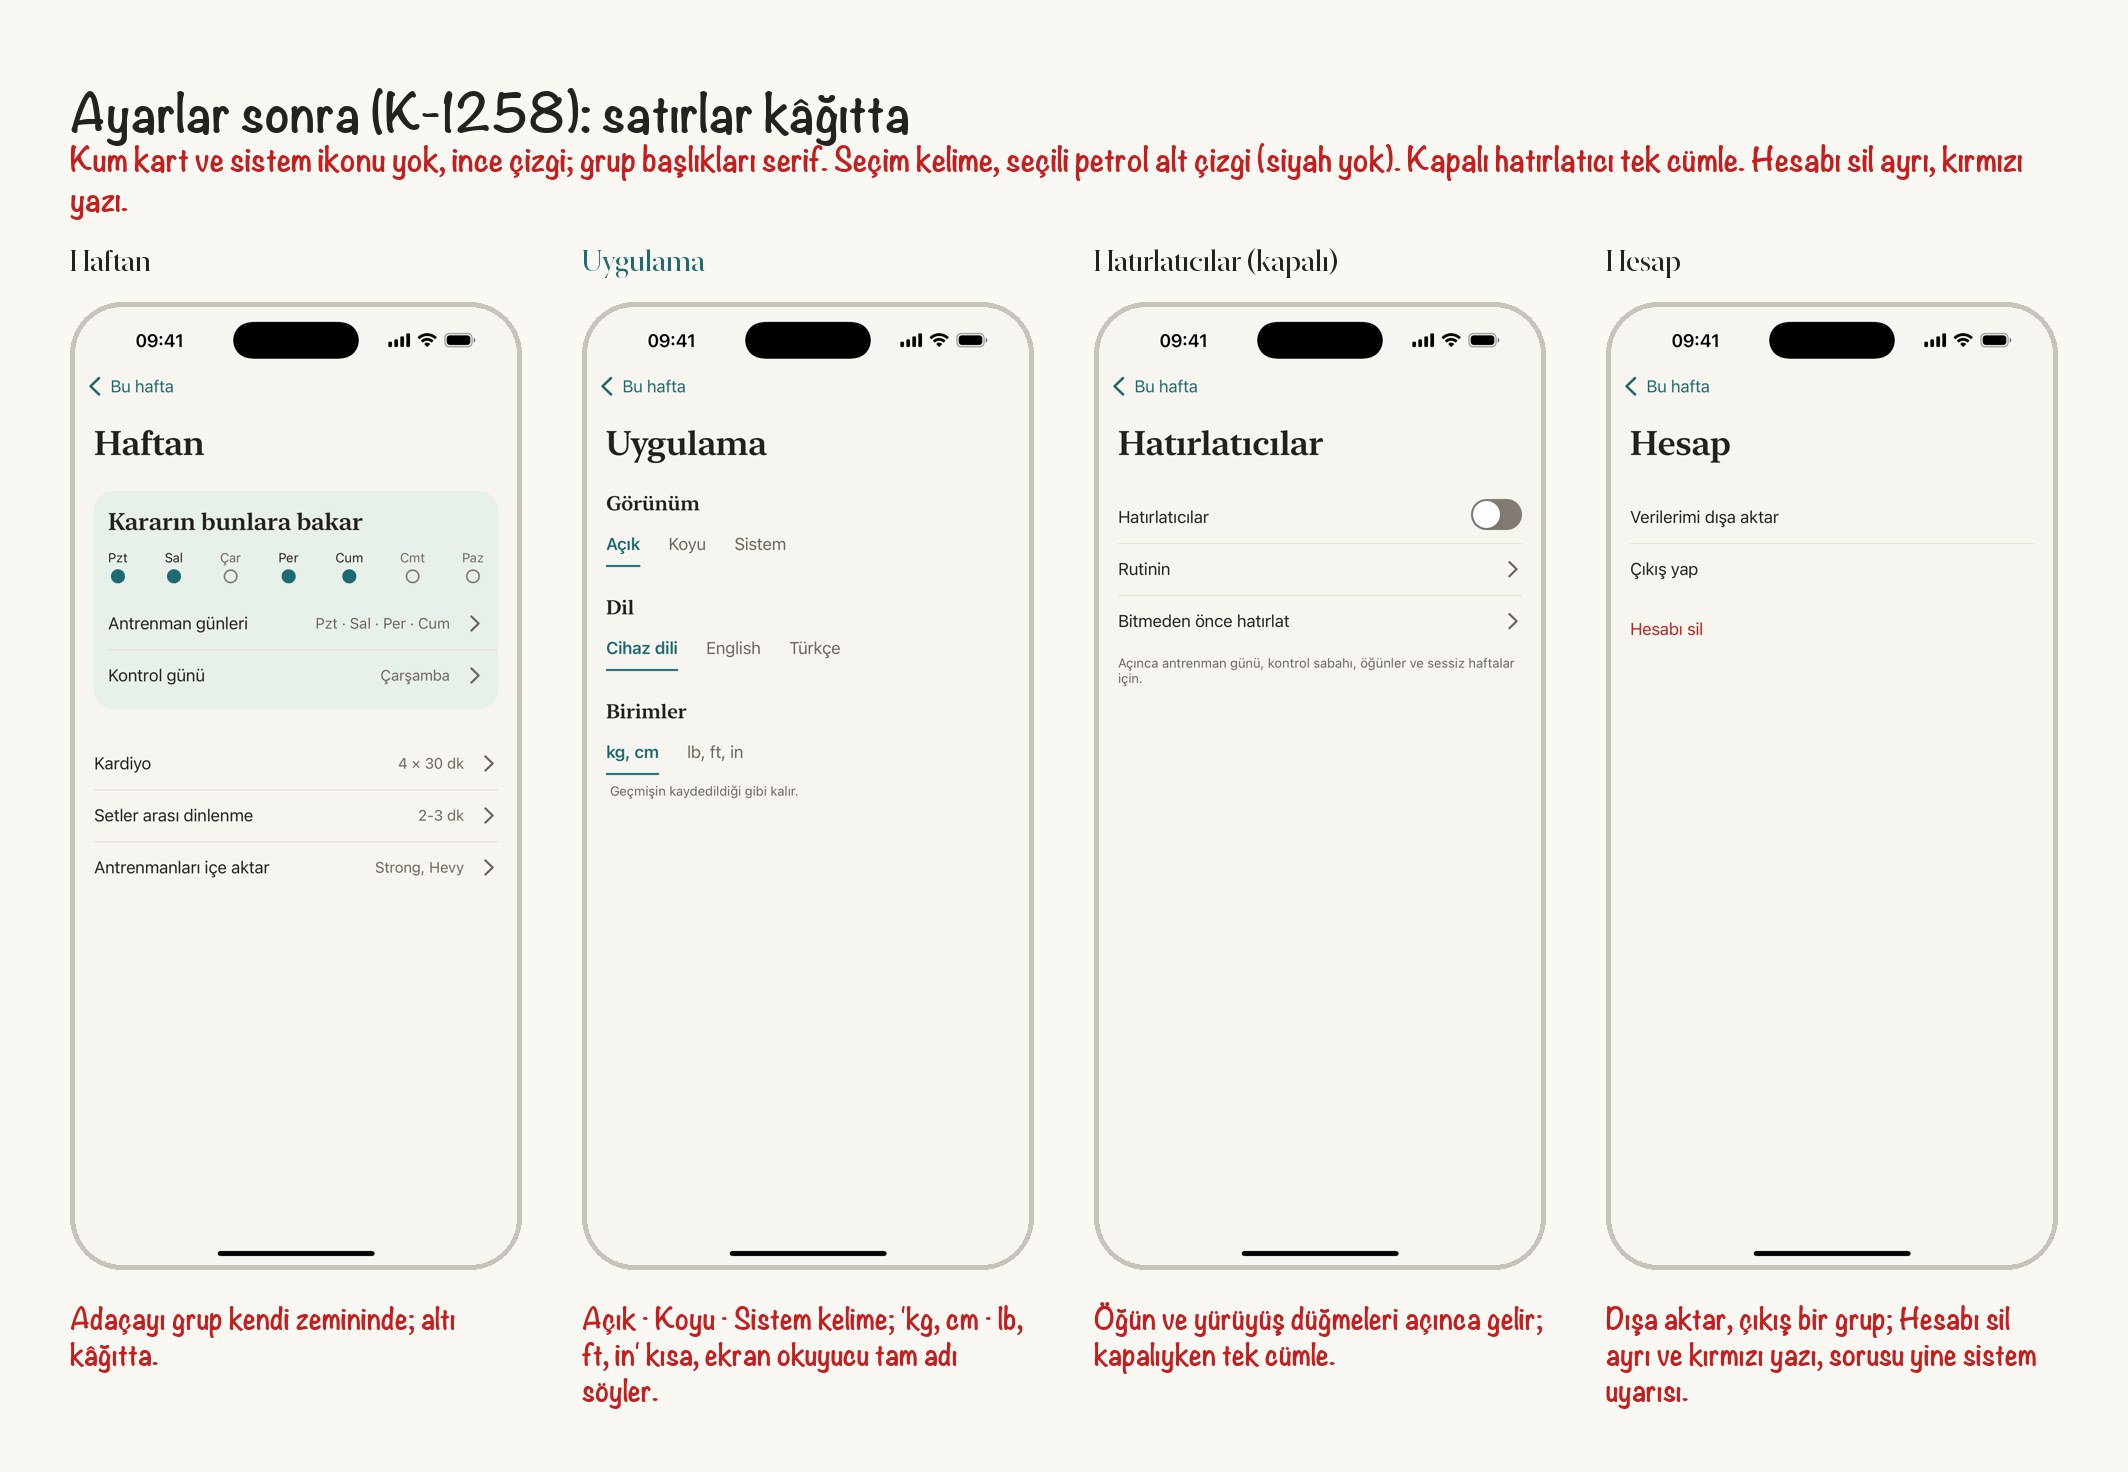 Ayarlar sonra (K-1258): satırlar kâğıtta
Kum kart ve sistem ikonu yok, ince çizgi; grup başlıkları serif. Seçim kelime, seçili petrol alt çizgi (siyah yok). Kapalı hatırlatıcı tek cümle. Hesabı sil ayrı, kırmızı
yazı.
Haftan
09:41
Bu hafta
Haftan
Kararın bunlara bakar
Pzt Sal Çar Per Cum Cmt Paz
Antrenman günleri Pzt · Sal · Per · Cum
Kontrol günü Çarşamba
Kardiyo 4 × 30 dk
Setler arası dinlenme 2-3 dk
Antrenmanları içe aktar Strong, Hevy
Adaçayı grup kendi zemininde; altı
kâğıtta.
Uygulama
09:41
Bu hafta
Uygulama
Görünüm
Açık Koyu Sistem
Dil
Cihaz dili English Türkçe
Birimler
kg, cm lb, ft, in
Geçmişin kaydedildiği gibi kalır.
Açık · Koyu · Sistem kelime; 'kg, cm · lb,
ft, in' kısa, ekran okuyucu tam adı
söyler.
Hatırlatıcılar (kapalı)
09:41
Bu hafta
Hatırlatıcılar
Hatırlatıcılar
Rutinin
Bitmeden önce hatırlat
Açınca antrenman günü, kontrol sabahı, öğünler ve sessiz haftalar
için.
Öğün ve yürüyüş düğmeleri açınca gelir;
kapalıyken tek cümle.
Hesap
09:41
Bu hafta
Hesap
Verilerimi dışa aktar
Çıkış yap
Hesabı sil
Dışa aktar, çıkış bir grup; Hesabı sil
ayrı ve kırmızı yazı, sorusu yine sistem
uyarısı.